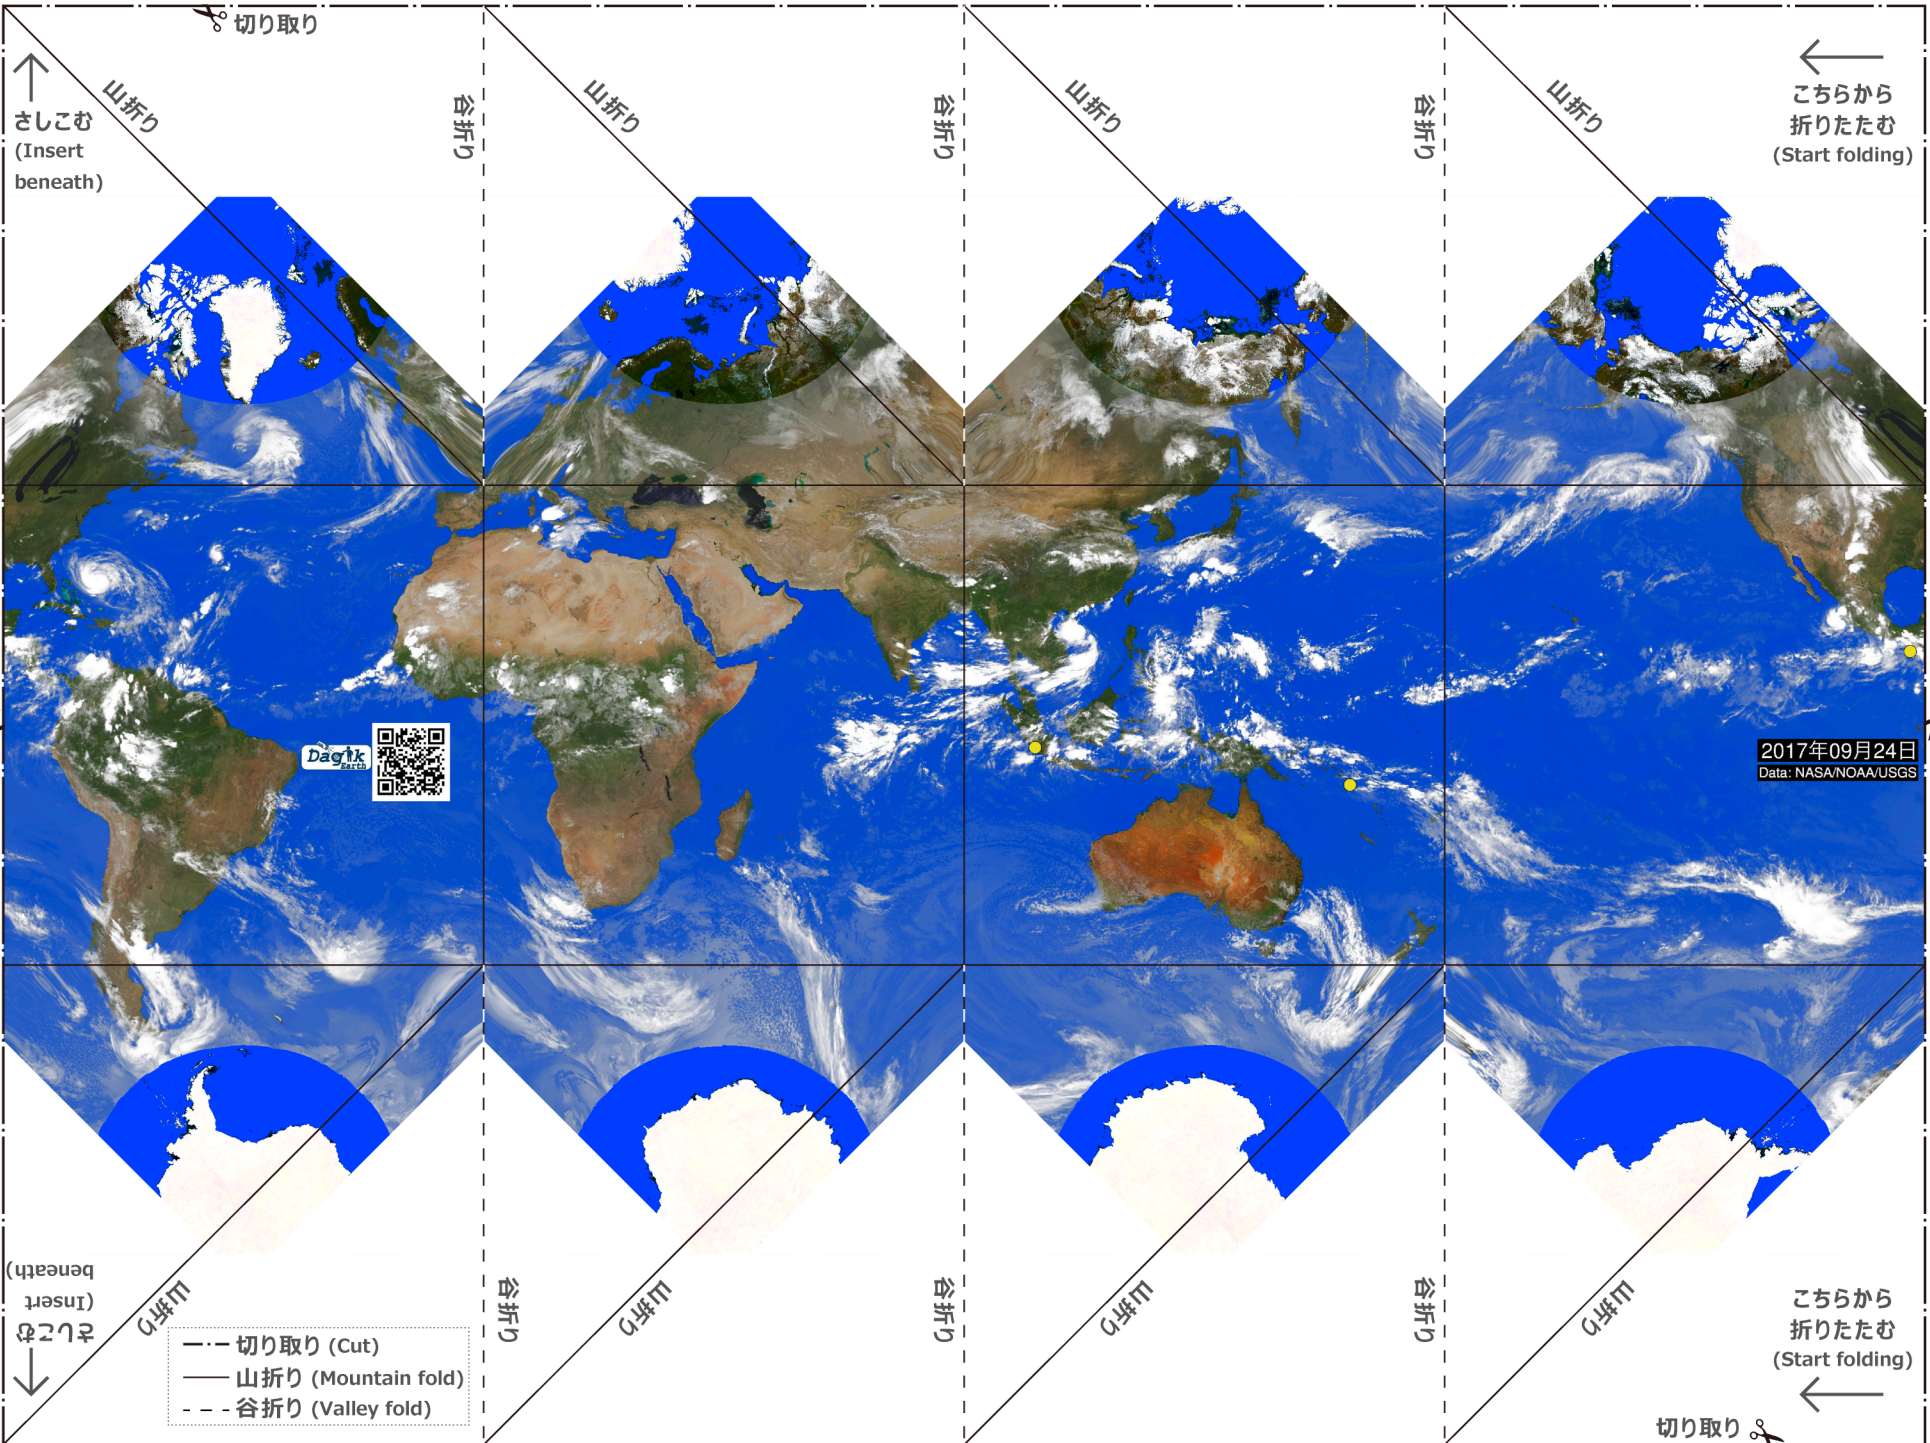 切り取り
さしこむ
(Insert
beneath)
山折り
谷折り
山折り
谷折り
山折り
谷折り
山折り
こちらから
折りたたむ
(Start folding)
Dagik
Earth
2017年09月24日
Data: NASA/NOAA/USGS
さしこむ
(Insert
beneath)
山折り
谷折り
山折り
谷折り
山折り
谷折り
山折り
こちらから
折りたたむ
(Start folding)
切り取り (Cut)
山折り (Mountain fold)
谷折り (Valley fold)
切り取り